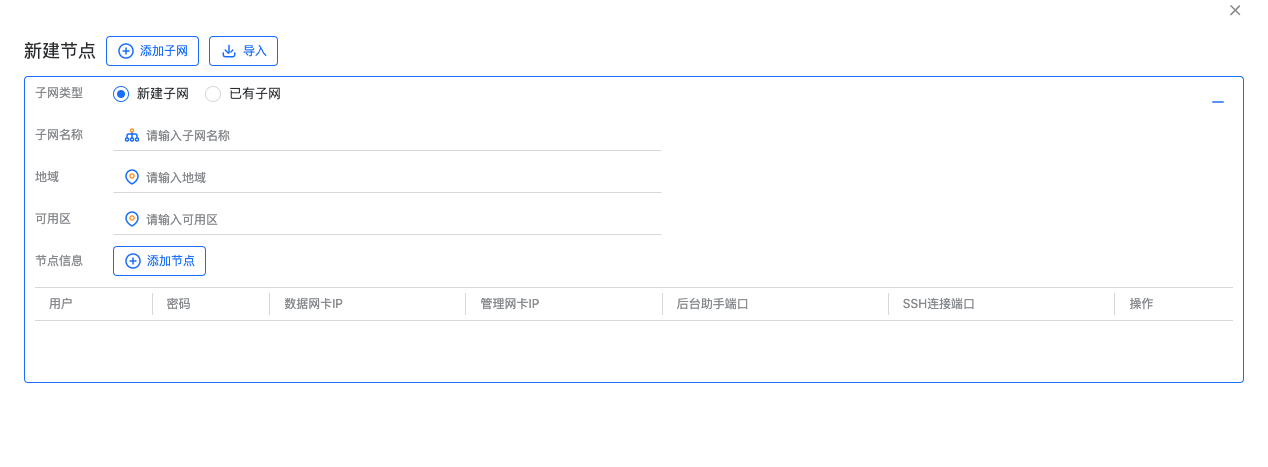 新建节点 添加子网 导入
子网类型 新建子网 已有子网
子网名称 请输入子网名称
地域 请输入地域
可用区 请输入可用区
节点信息 添加节点
用户 密码 数据网卡IP 管理网卡IP 后台助手端口 SSH连接端口 操作